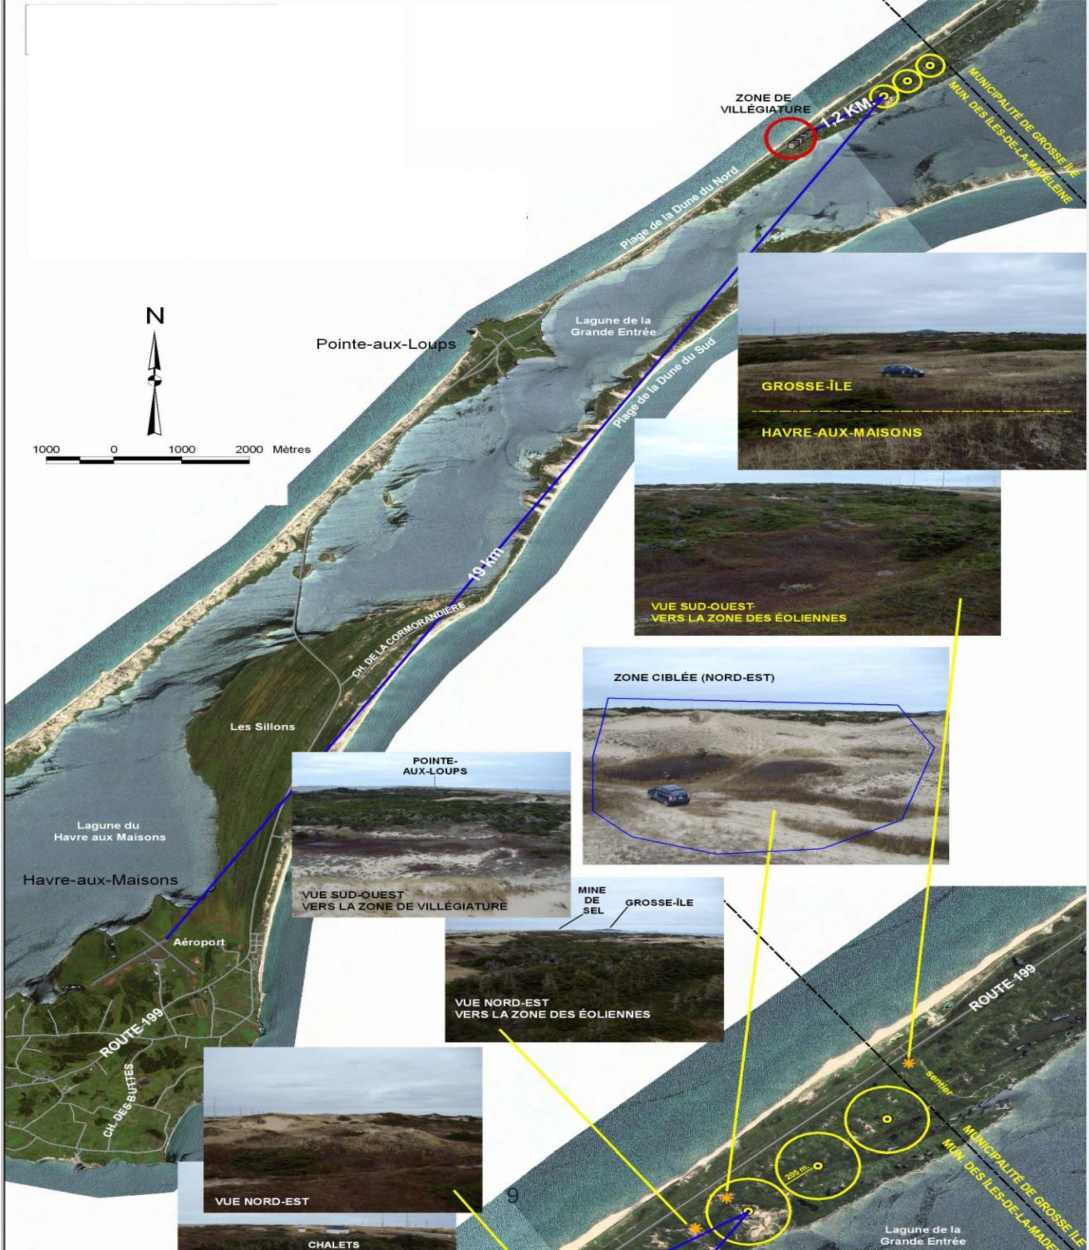 ZONE DE
VILLÉGIATURE
1,2 KM.
MUNICIPALITÉ DE GROSSE ÎLE
MUN. DES ÎLES-DE-LA-MADELEINE
Plage de la Dune du Nord
N
Pointe-aux-Loups
Lagune de la
Grande Entrée
Plage de la Dune du Sud
GROSSE-ÎLE
HAVRE-AUX-MAISONS
1000 0 1000 2000 Mètres
19 km
VUE SUD-OUEST
VERS LA ZONE DES ÉOLIENNES
CH. DE LA CORMORANDIÈRE
ZONE CIBLÉE (NORD-EST)
Les Sillons
POINTE-
AUX-LOUPS
Lagune du
Havre aux Maisons
Havre-aux-Maisons
VUE SUD-OUEST
VERS LA ZONE DE VILLÉGIATURE
MINE
DE
SEL
GROSSE-ÎLE
Aéroport
VUE NORD-EST
VERS LA ZONE DES ÉOLIENNES
ROUTE 199
ROUTE 199
CH. DES BUTTES
sentier
205 m.
MUNICIPALITÉ DE GROSSE ÎLE
MUN. DES ÎLES-DE-LA-MADE
VUE NORD-EST
9
Lagune de la
Grande Entrée
CHALETS